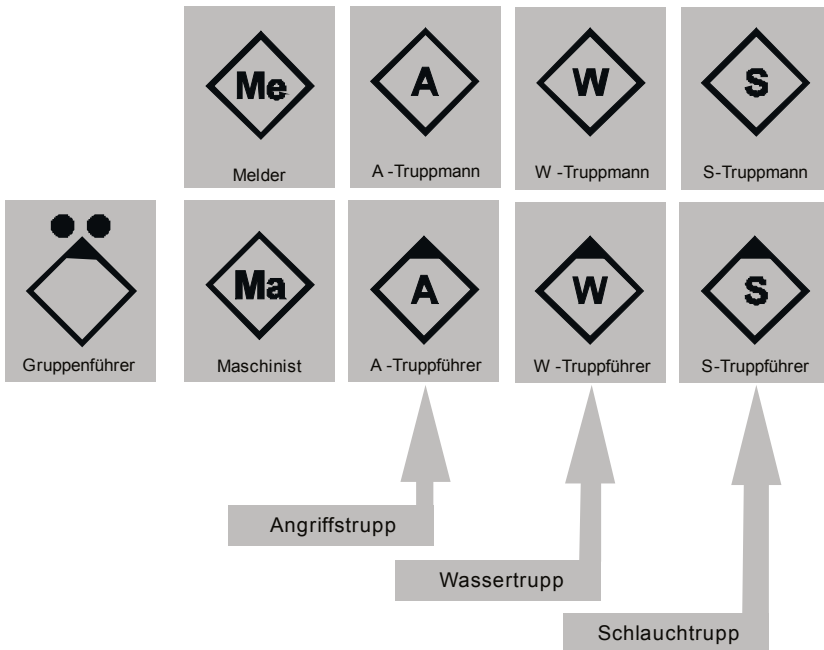 Me
A
W
S
Melder
A -Truppmann
W -Truppmann
S-Truppmann
Ma
A
W
S
Gruppenführer
Maschinist
A -Truppführer
W -Truppführer
S-Truppführer
Angriffstrupp
Wassertrupp
Schlauchtrupp